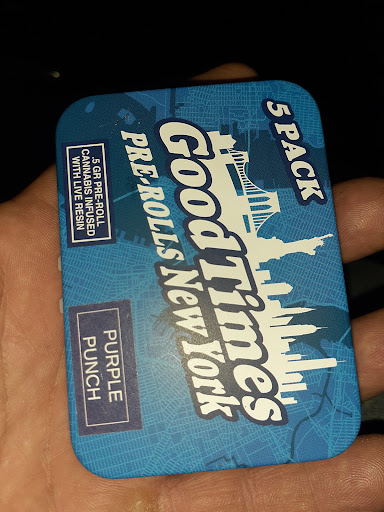 5 PACK
GOOD TIMES
PRE-ROLLS NEW YORK
.5 GR PRE-ROLL
CANNABIS INFUSED
WITH LIVE RESIN
PURPLE
PUNCH